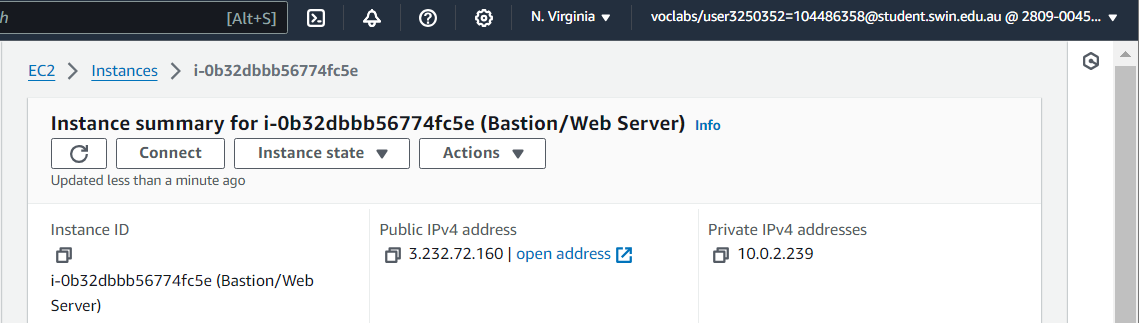 [Alt+S]
N. Virginia
voclabs/user3250352=104486358@student.swin.edu.au @ 2809-0045...
EC2 > Instances > i-0b32dbbb56774fc5e
Instance summary for i-0b32dbbb56774fc5e (Bastion/Web Server) Info
Connect
Instance state
Actions
Updated less than a minute ago
Instance ID
i-0b32dbbb56774fc5e (Bastion/Web
Server)
Public IPv4 address
3.232.72.160 | open address
Private IPv4 addresses
10.0.2.239